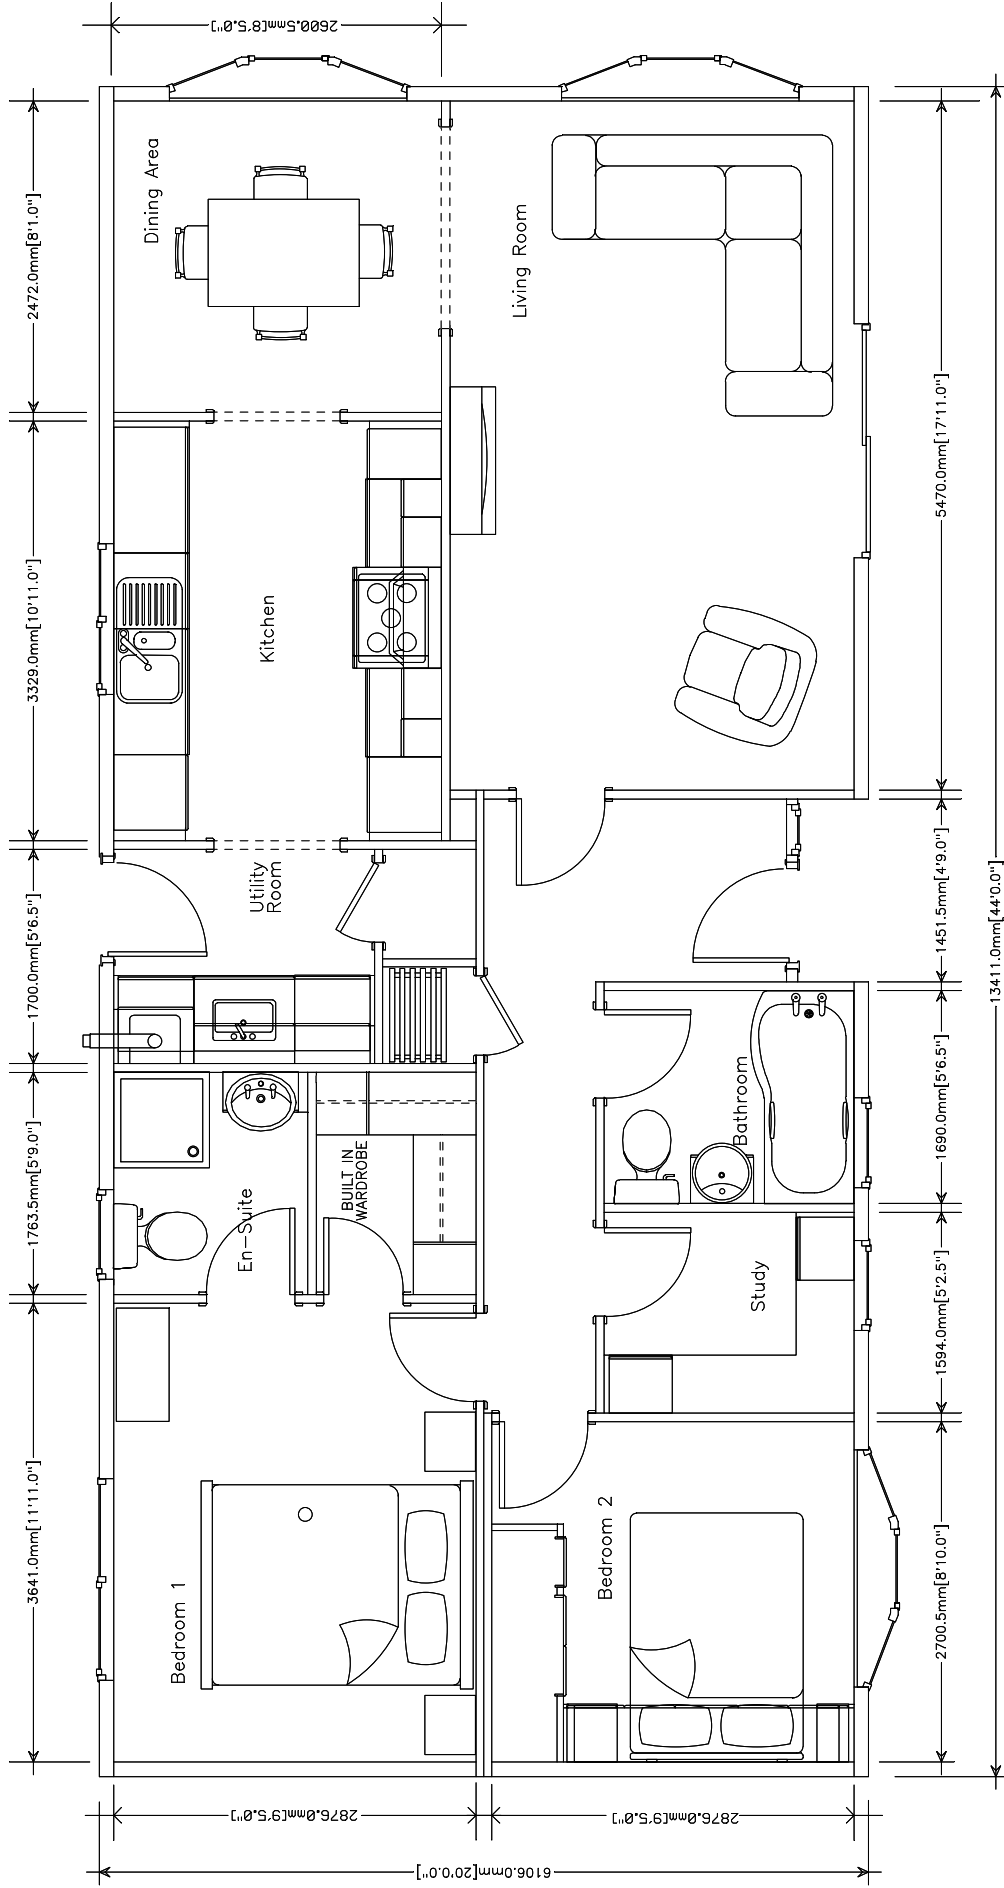 2600.5mm[8'5.0"]
Dining Area
2472.0mm[8'1.0"]
Living Room
5470.0mm[17'11.0"]
3329.0mm[10'11.0"]
Kitchen
Utility
Room
1700.0mm[5'6.5"]
1451.5mm[4'9.0"]
13411.0mm[44'0.0"]
Bathroom
1690.0mm[5'6.5"]
1763.5mm[5'9.0"]
En-Suite
BUILT IN
WARDROBE
Study
1594.0mm[5'2.5"]
3641.0mm[11'11.0"]
Bedroom 1
Bedroom 2
2700.5mm[8'10.0"]
2876.0mm[9'5.0"]
2876.0mm[9'5.0"]
6106.0mm[20'0.0"]